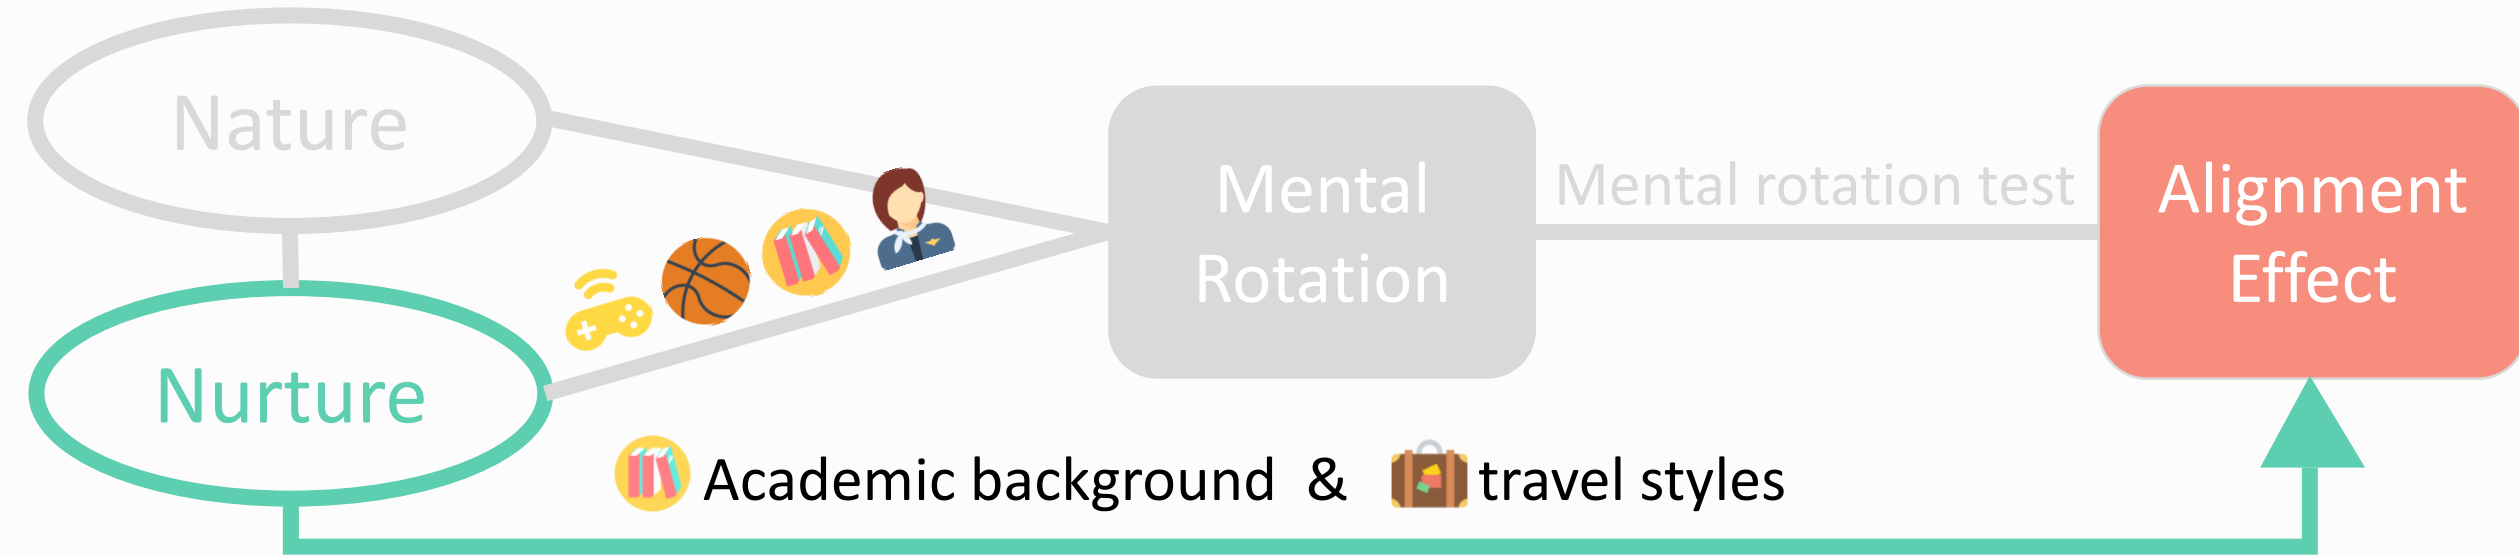 Nature
Mental
Rotation
Mental rotation test
Alignment
Effect
Nurture
Academic background & travel styles